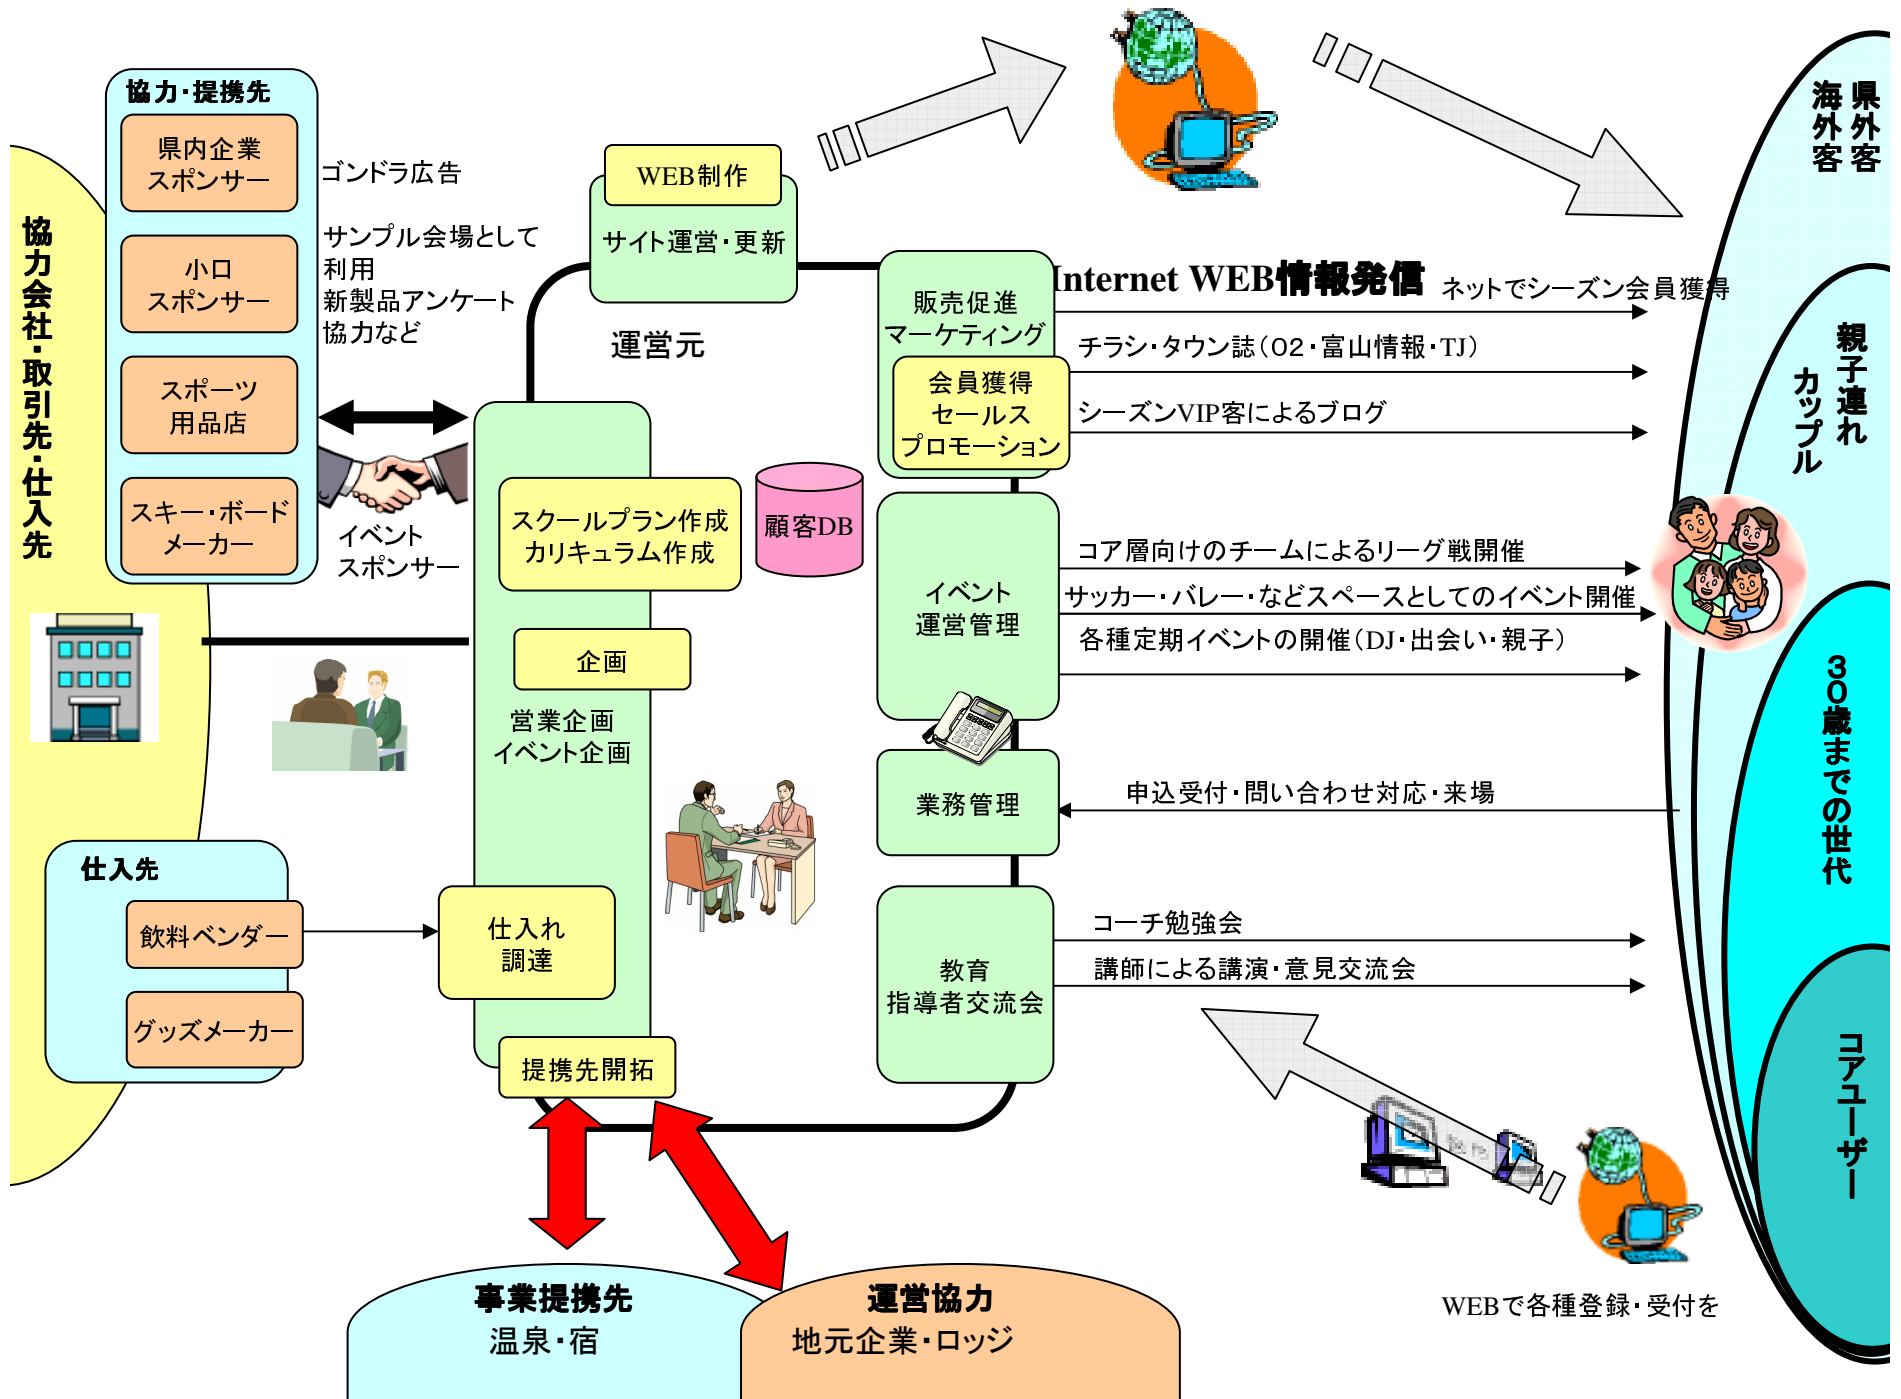 協力・提携先
県内企業
スポンサー
小口
スポンサー
スポーツ
用品店
スキー・ボード
メーカー
協力会社・取引先・仕入先
ゴンドラ広告
サンプル会場として
利用
新製品アンケート
協力など
イベント
スポンサー
仕入先
飲料ベンダー
グッズメーカー
WEB制作
サイト運営・更新
運営元
スクールプラン作成
カリキュラム作成
顧客DB
企画
営業企画
イベント企画
仕入れ
調達
提携先開拓
販売促進
マーケティング
会員獲得
セールス
プロモーション
イベント
運営管理
業務管理
教育
指導者交流会
Internet WEB情報発信
ネットでシーズン会員獲得
チラシ・タウン誌（O2・富山情報・TJ）
シーズンVIP客によるブログ
コア層向けのチームによるリーグ戦開催
サッカー・バレー・などスペースとしてのイベント開催
各種定期イベントの開催（DJ・出会い・親子）
申込受付・問い合わせ対応・来場
コーチ勉強会
講師による講演・意見交流会
県外客
海外客
親子連れ
カップル
30歳までの世代
コアユーザー
WEBで各種登録・受付を
事業提携先
温泉・宿
運営協力
地元企業・ロッジ